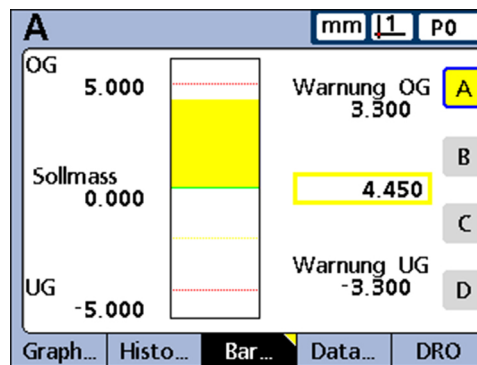 A
mm 1 P0
OG
5.000
Sollmass
0.000
UG
-5.000
Warnung OG
3.300
4.450
Warnung UG
-3.300
A
B
C
D
Graph... Histo... Bar... Data... DRO